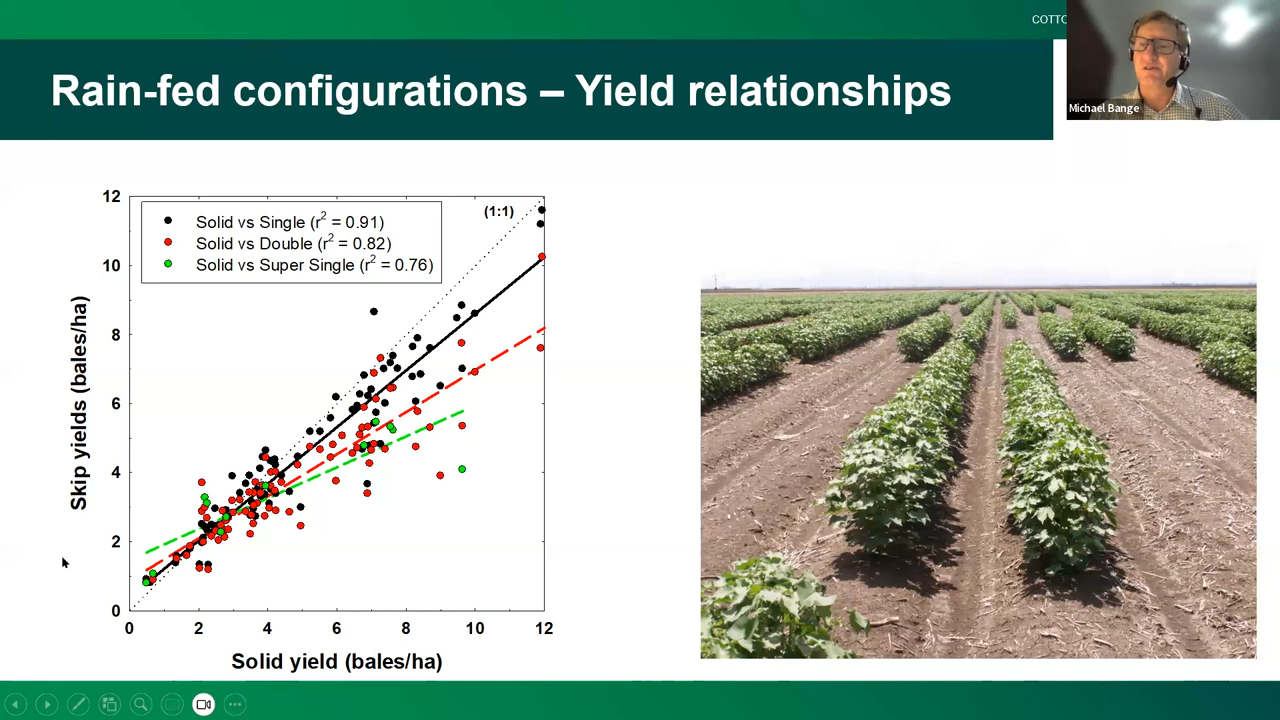 COTTO
Rain-fed configurations – Yield relationships
Michael Bange
Solid vs Single (r2 = 0.91)
Solid vs Double (r2 = 0.82)
Solid vs Super Single (r2 = 0.76)
(1:1)
Skip yields (bales/ha)
12
10
8
6
4
2
0
0 2 4 6 8 10 12
Solid yield (bales/ha)